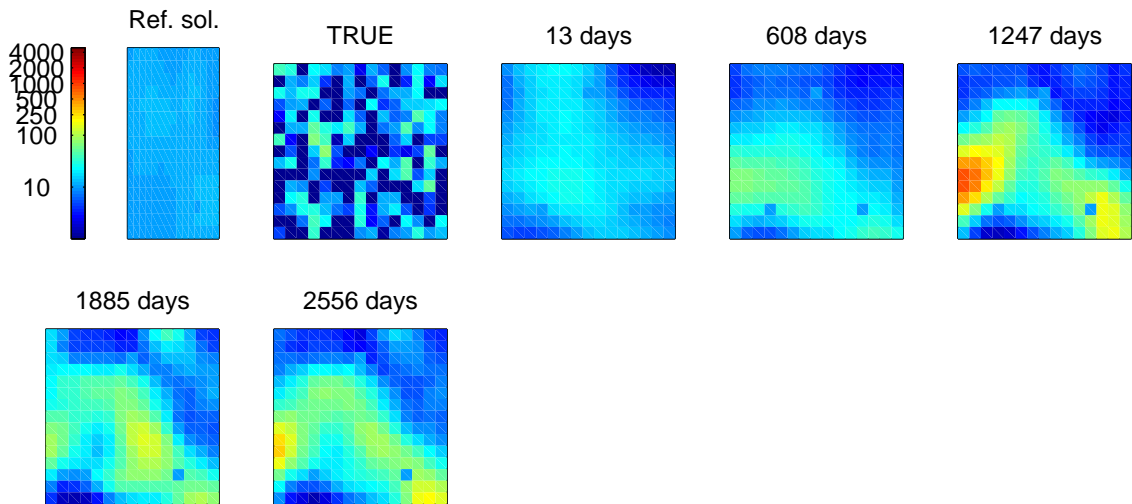 Ref. sol.
TRUE
13 days
608 days
1247 days
4000
2000
1000
500
250
100
10
1885 days
2556 days